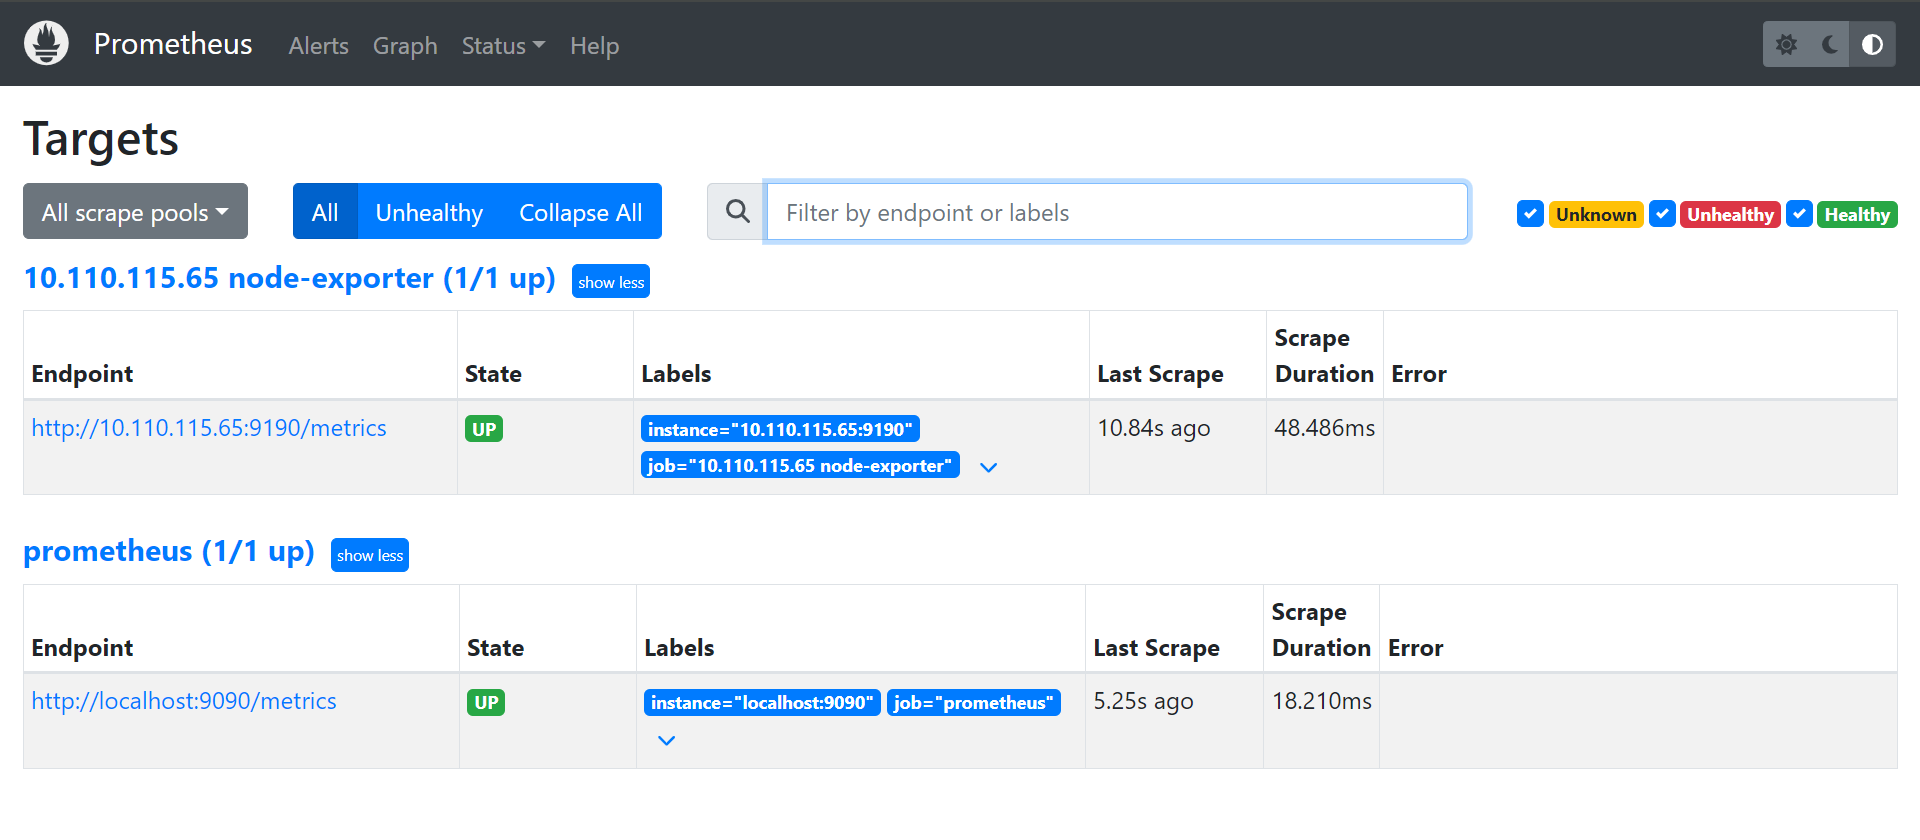 Prometheus Alerts Graph Status Help
Targets
All scrape pools All Unhealthy Collapse All Filter by endpoint or labels Unknown Unhealthy Healthy
10.110.115.65 node-exporter (1/1 up) show less
Endpoint State Labels Last Scrape Scrape Duration Error
http://10.110.115.65:9190/metrics UP instance="10.110.115.65:9190" 10.84s ago 48.486ms
job="10.110.115.65 node-exporter"
prometheus (1/1 up) show less
Endpoint State Labels Last Scrape Scrape Duration Error
http://localhost:9090/metrics UP instance="localhost:9090" job="prometheus" 5.25s ago 18.210ms